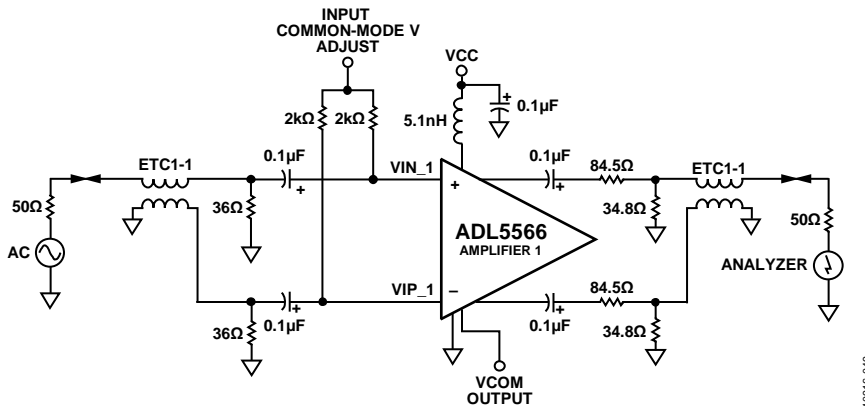 INPUT
COMMON-MODE V
ADJUST
VCC
0.1µF
5.1nH
2kΩ
2kΩ
ETC1-1
0.1µF
VIN_1
0.1µF
84.5Ω
ETC1-1
50Ω
36Ω
+
ADL5566
AMPLIFIER 1
34.8Ω
50Ω
AC
ANALYZER
84.5Ω
VIP_1
–
36Ω
0.1µF
0.1µF
34.8Ω
VCOM
OUTPUT